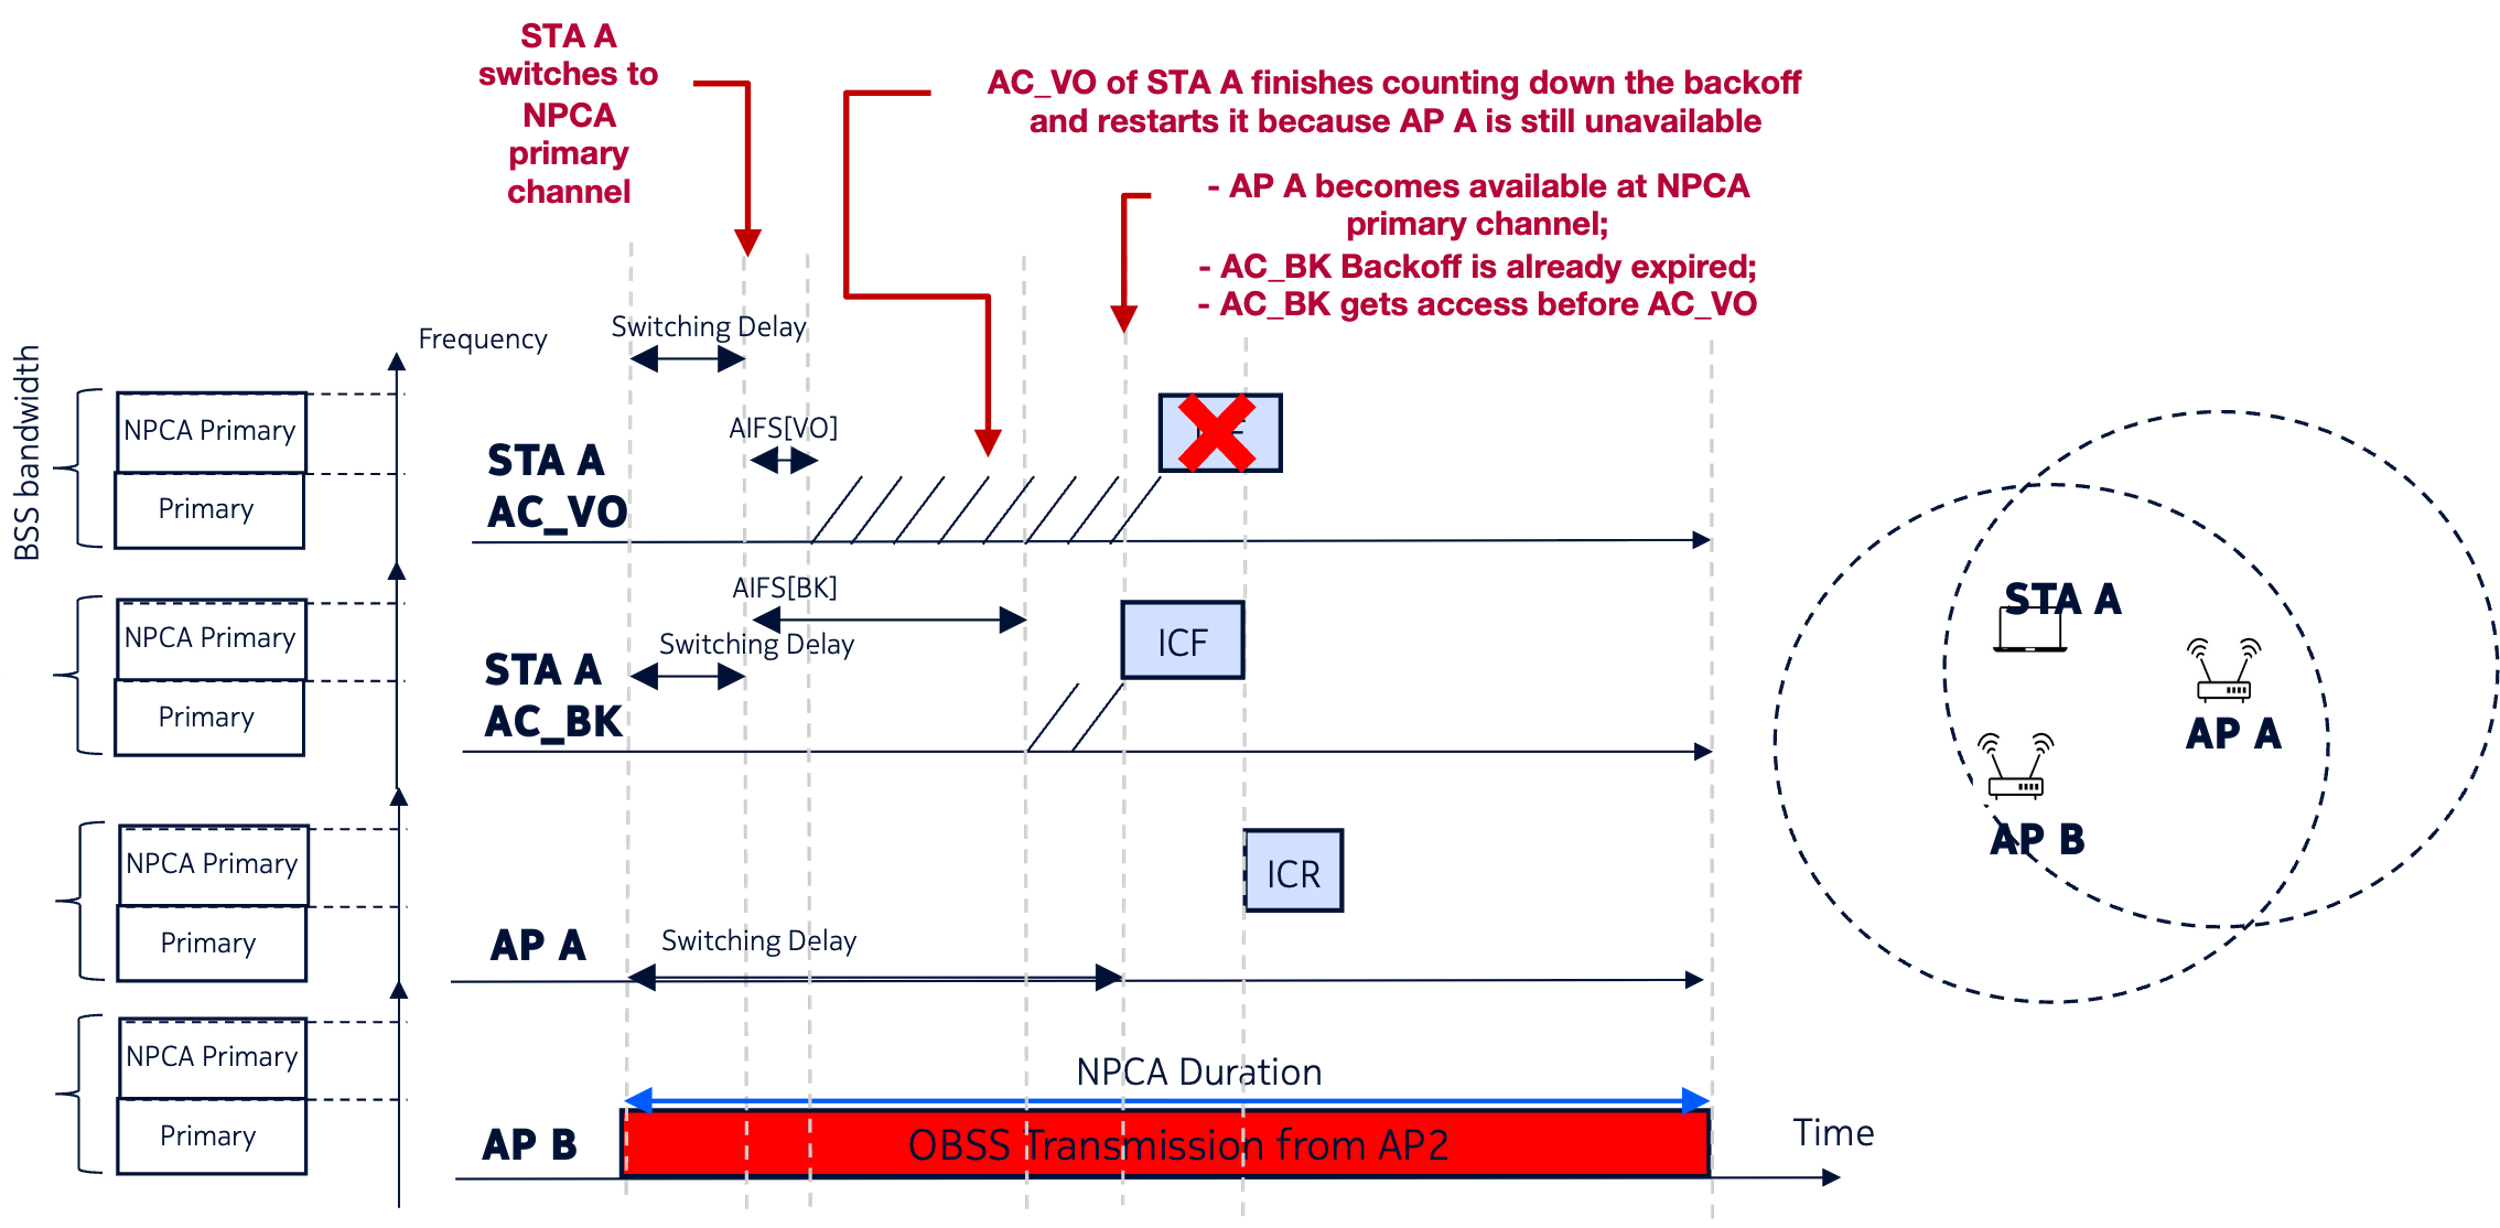 STA A
switches to
NPCA
primary
channel
AC_VO of STA A finishes counting down the backoff
and restarts it because AP A is still unavailable
- AP A becomes available at NPCA
primary channel;
- AC_BK Backoff is already expired;
- AC_BK gets access before AC_VO
BSS bandwidth
Frequency
Switching Delay
NPCA Primary
Primary
AIFS[VO]
STA A
AC_VO
NPCA Primary
Primary
AIFS[BK]
Switching Delay
STA A
AC_BK
ICF
NPCA Primary
Primary
AP A
Switching Delay
ICR
NPCA Primary
Primary
AP B
NPCA Duration
OBSS Transmission from AP2
Time
STA A
AP A
AP B